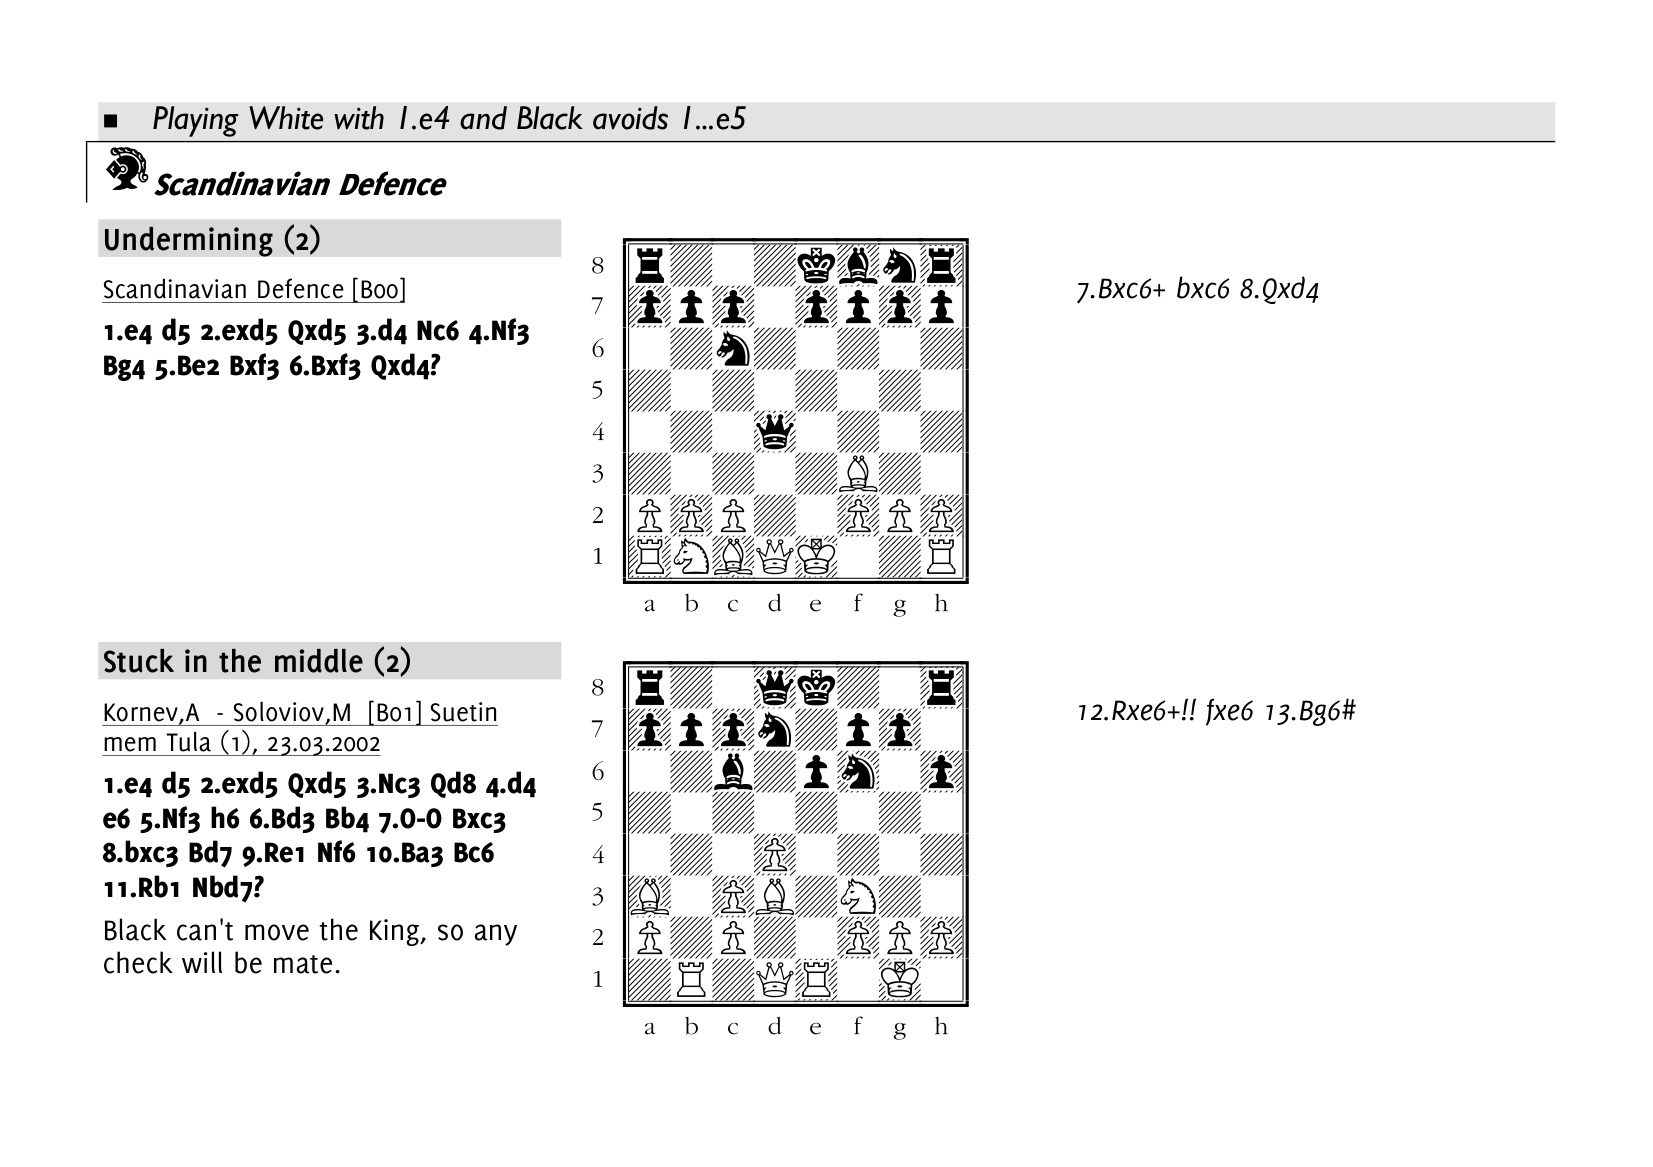 ■ Playing White with 1.e4 and Black avoids 1...e5
Scandinavian Defence
Undermining (2)
Scandinavian Defence [B00]
1.e4 d5 2.exd5 Qxd5 3.d4 Nc6 4.Nf3
Bg4 5.Be2 Bxf3 6.Bxf3 Qxd4?
8
7
6
5
4
3
2
1
a b c d e f g h
7.Bxc6+ bxc6 8.Qxd4
Stuck in the middle (2)
Kornev,A - Soloviov,M [B01] Suetin
mem Tula (1), 23.03.2002
1.e4 d5 2.exd5 Qxd5 3.Nc3 Qd8 4.d4
e6 5.Nf3 h6 6.Bd3 Bb4 7.0-0 Bxc3
8.bxc3 Bd7 9.Re1 Nf6 10.Ba3 Bc6
11.Rb1 Nbd7?
Black can't move the King, so any
check will be mate.
8
7
6
5
4
3
2
1
a b c d e f g h
12.Rxe6+!! fxe6 13.Bg6#